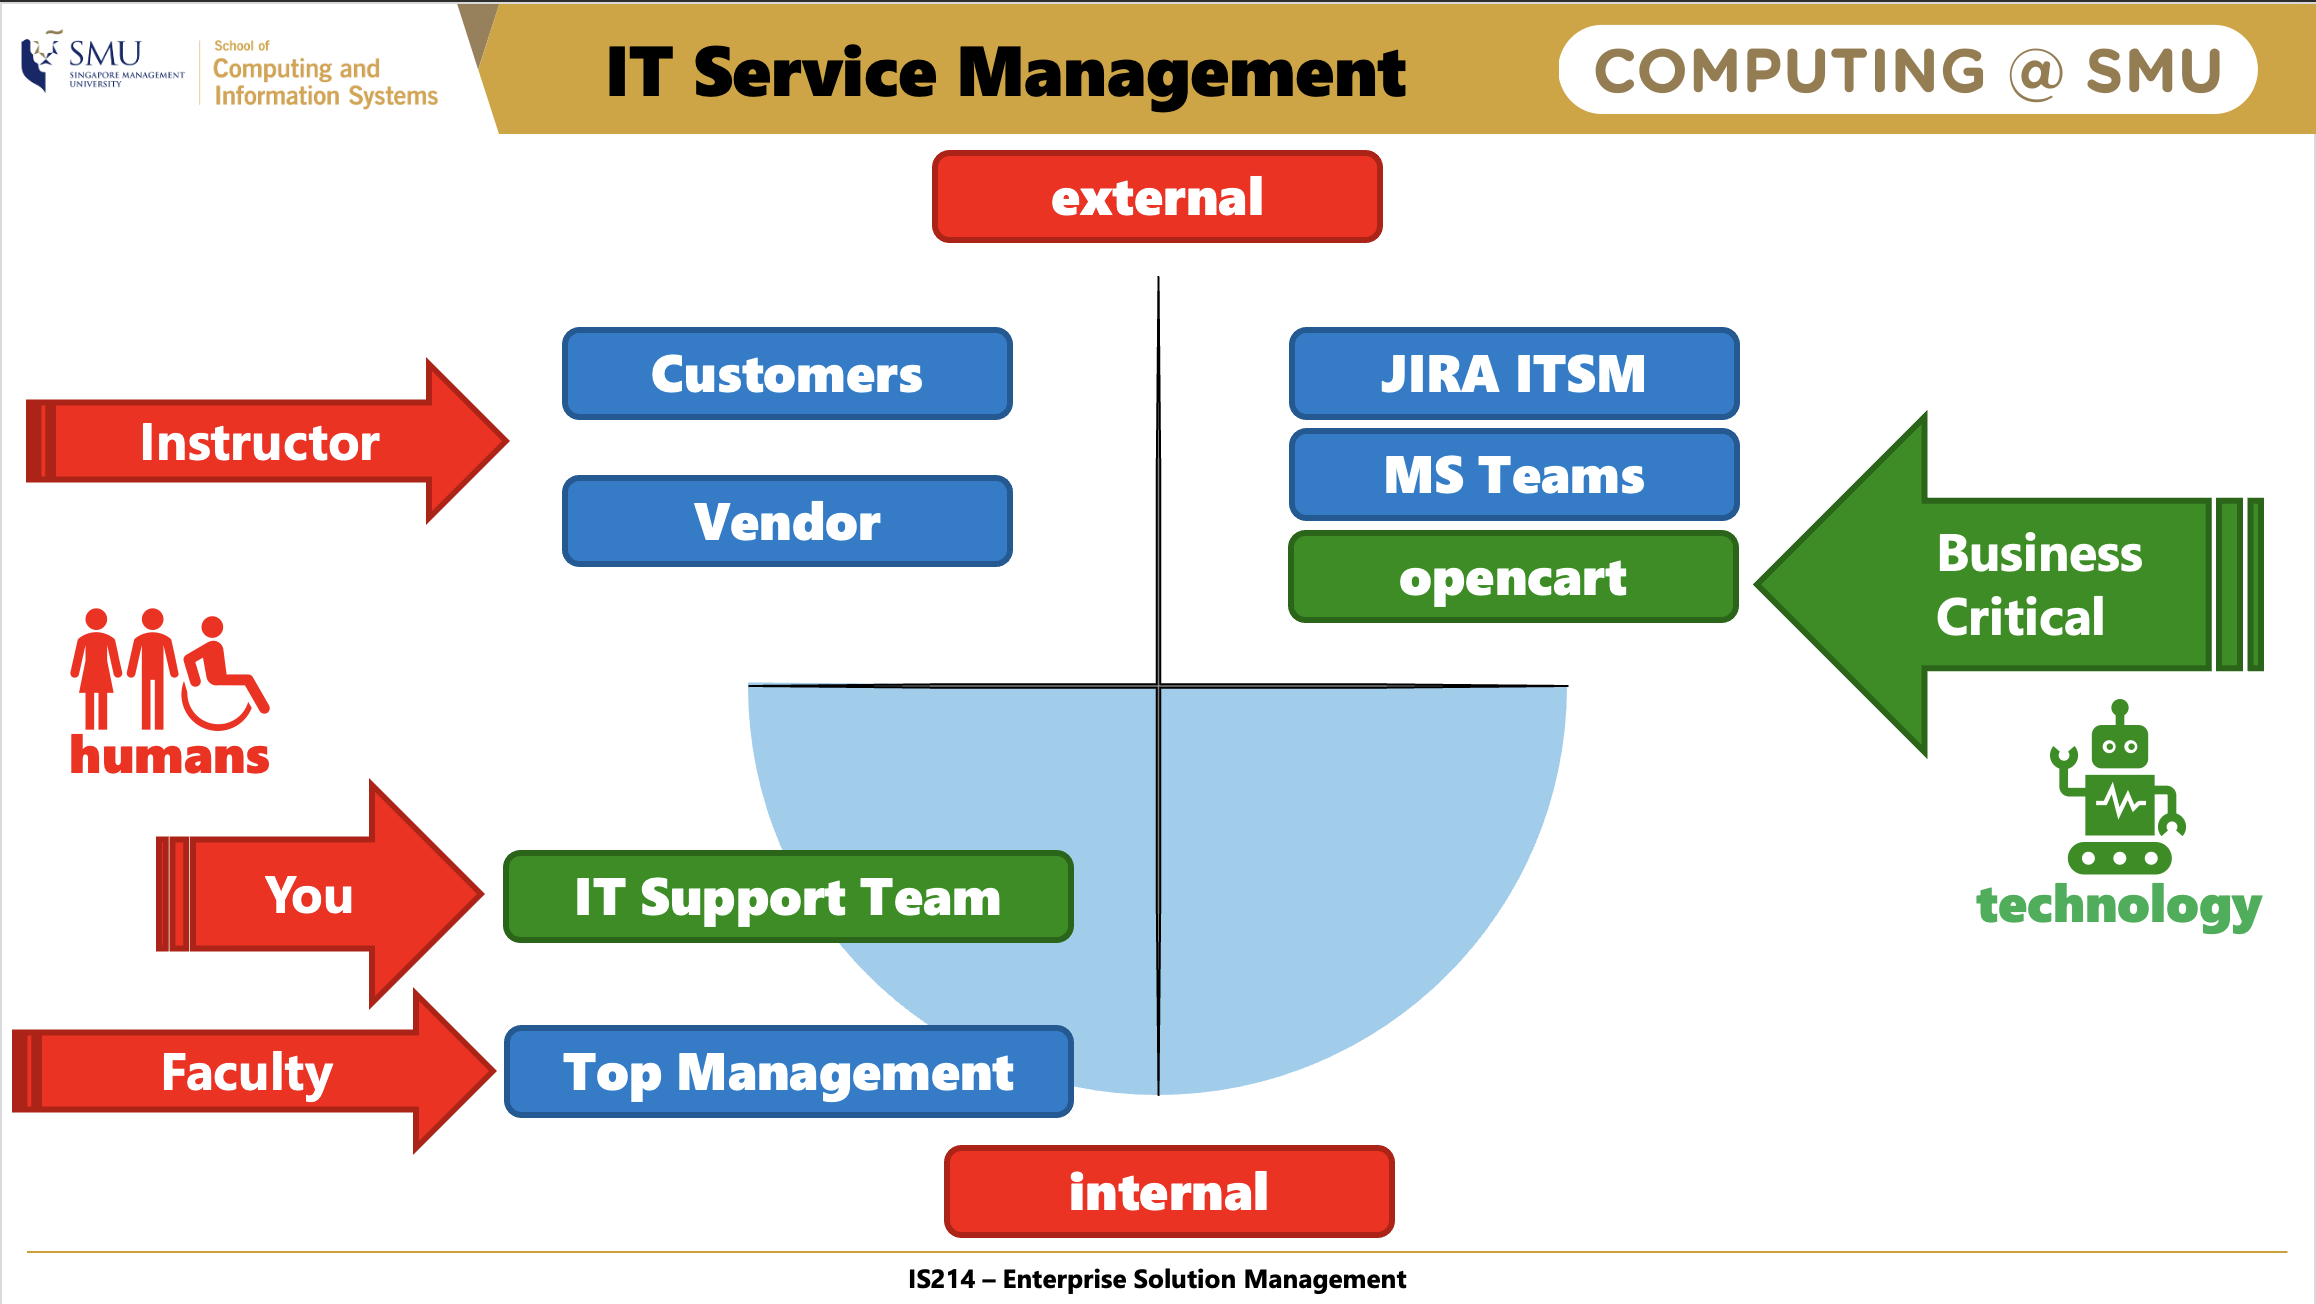 SMU
SINGAPORE MANAGEMENT
UNIVERSITY
School of
Computing and
Information Systems
IT Service Management
COMPUTING @ SMU
external
Customers
JIRA ITSM
Instructor
MS Teams
Vendor
opencart
Business
Critical
humans
You
IT Support Team
technology
Faculty
Top Management
internal
IS214 – Enterprise Solution Management